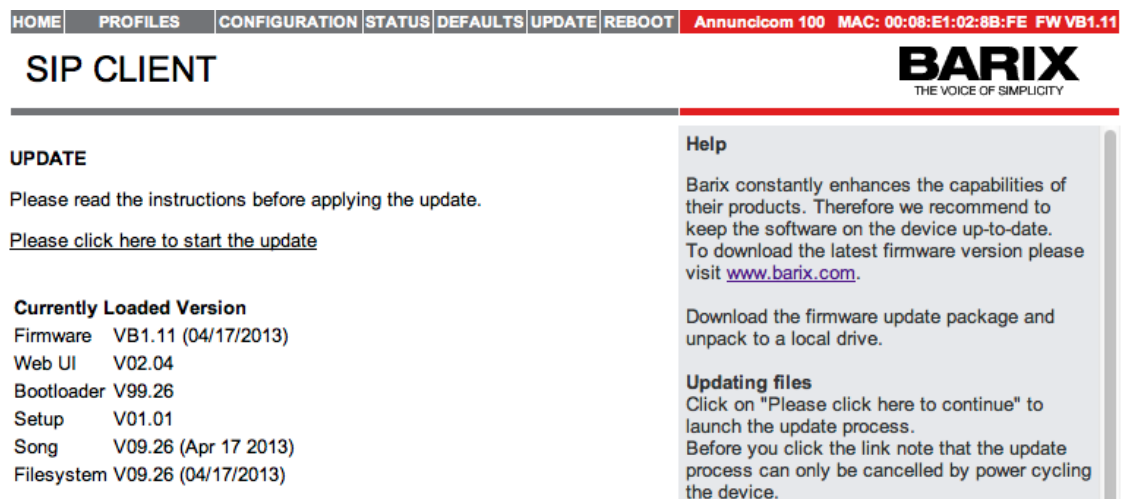 HOME PROFILES CONFIGURATION STATUS DEFAULTS UPDATE REBOOT Annuncicom 100 MAC: 00:08:E1:02:8B:FE FW VB1.11
SIP CLIENT
BARIX
THE VOICE OF SIMPLICITY
UPDATE
Please read the instructions before applying the update.
Please click here to start the update
Currently Loaded Version
Firmware VB1.11 (04/17/2013)
Web UI V02.04
Bootloader V99.26
Setup V01.01
Song V09.26 (Apr 17 2013)
Filesystem V09.26 (04/17/2013)
Help
Barix constantly enhances the capabilities of
their products. Therefore we recommend to
keep the software on the device up-to-date.
To download the latest firmware version please
visit www.barix.com.
Download the firmware update package and
unpack to a local drive.
Updating files
Click on "Please click here to continue" to
launch the update process.
Before you click the link note that the update
process can only be cancelled by power cycling
the device.